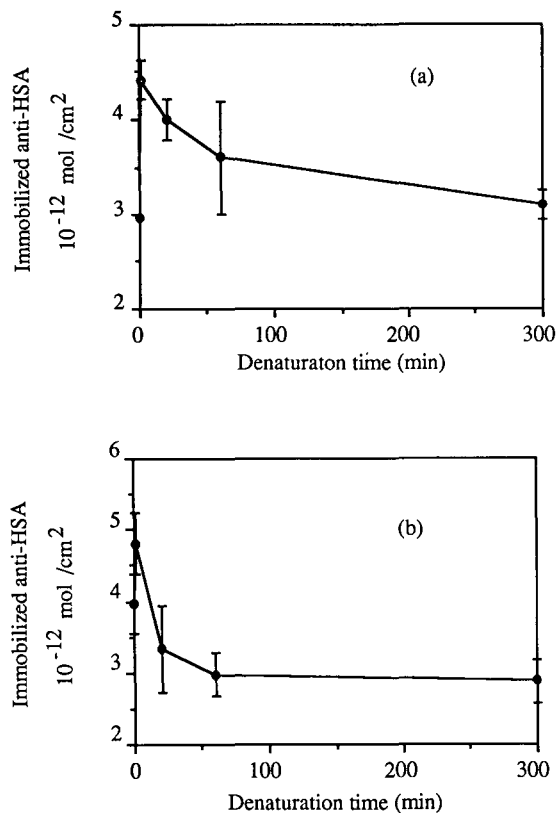 5
(a)
4
3
2
Immobilized anti-HSA
10-12 mol /cm2
0
100
200
300
Denaturaton time (min)
6
5
(b)
4
3
2
Immobilized anti-HSA
10-12 mol /cm2
0
100
200
300
Denaturation time (min)